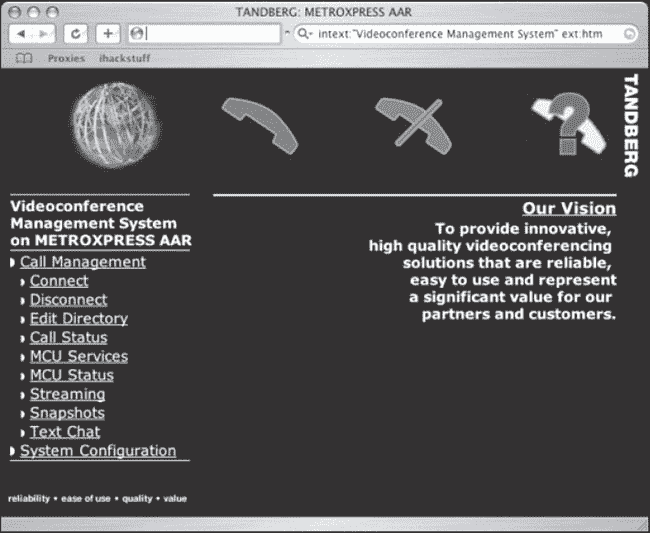 TANDBERG: METROXPRESS AAR
intext:"Videoconference Management System" ext:htm
Proxies ihackstuff
TANDBERG
Videoconference
Management System
on METROXPRESS AAR
Call Management
Connect
Disconnect
Edit Directory
Call Status
MCU Services
MCU Status
Streaming
Snapshots
Text Chat
System Configuration
Our Vision
To provide innovative,
high quality videoconferencing
solutions that are reliable,
easy to use and represent
a significant value for our
partners and customers.
reliability • ease of use • quality • value